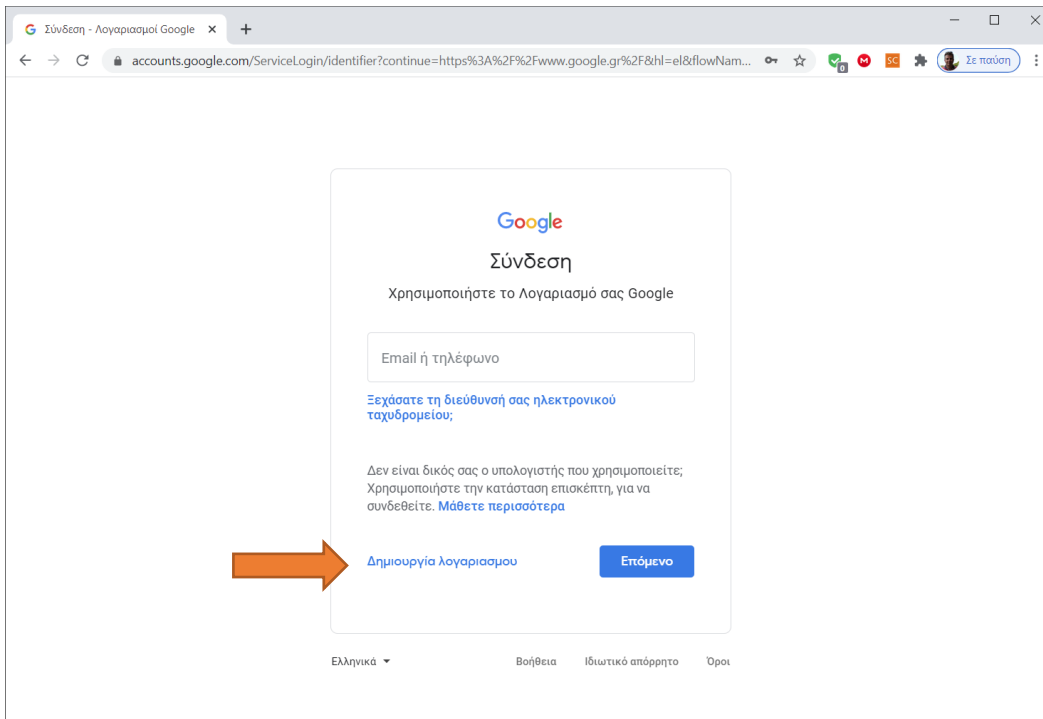 Σύνδεση - Λογαριασμοί Google
accounts.google.com/ServiceLogin/identifier?continue=https%3A%2F%2Fwww.google.gr%2F&hl=el&flowNam...
0
M
SC
Σε παύση
Google
Σύνδεση
Χρησιμοποιήστε το Λογαριασμό σας Google
Email ή τηλέφωνο
Ξεχάσατε τη διεύθυνσή σας ηλεκτρονικού
ταχυδρομείου;
Δεν είναι δικός σας ο υπολογιστής που χρησιμοποιείτε;
Χρησιμοποιήστε την κατάσταση επισκέπτη, για να
συνδεθείτε. Μάθετε περισσότερα
Δημιουργία λογαριασμου
Επόμενο
Ελληνικά
Βοήθεια Ιδιωτικό απόρρητο Όροι